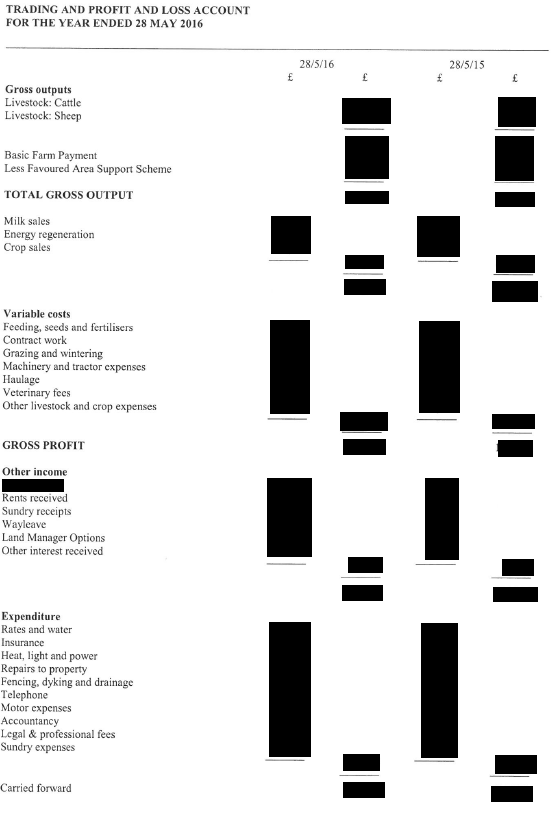 TRADING AND PROFIT AND LOSS ACCOUNT
FOR THE YEAR ENDED 28 MAY 2016
28/5/16 28/5/15
£ £ £ £
Gross outputs
Livestock: Cattle
Livestock: Sheep
Basic Farm Payment
Less Favoured Area Support Scheme
TOTAL GROSS OUTPUT
Milk sales
Energy regeneration
Crop sales
Variable costs
Feeding, seeds and fertilisers
Contract work
Grazing and wintering
Machinery and tractor expenses
Haulage
Veterinary fees
Other livestock and crop expenses
GROSS PROFIT
Other income
Rents received
Sundry receipts
Wayleave
Land Manager Options
Other interest received
Expenditure
Rates and water
Insurance
Heat, light and power
Repairs to property
Fencing, dyking and drainage
Telephone
Motor expenses
Accountancy
Legal & professional fees
Sundry expenses
Carried forward